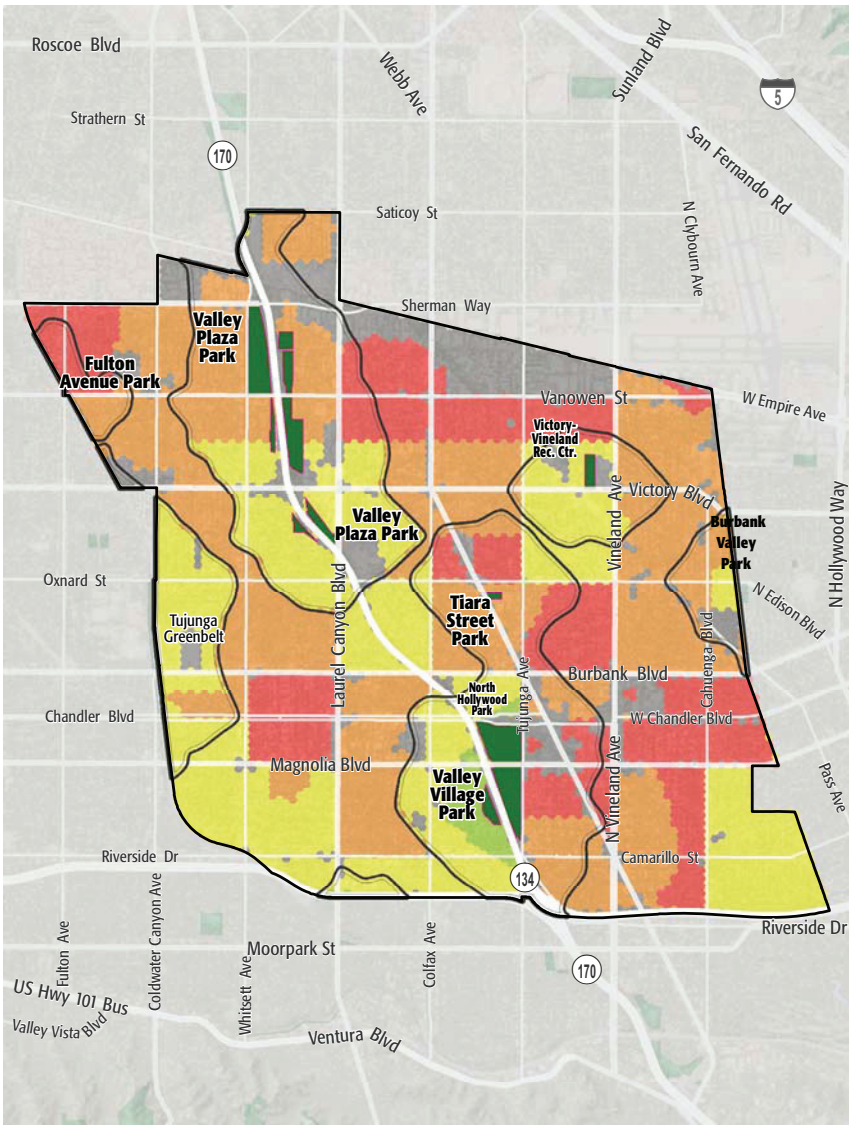 Roscoe Blvd
Webb Ave
Sunland Blvd
5
Strathern St
170
San Fernando Rd
Saticoy St
N Clybourn Ave
Sherman Way
Valley
Plaza
Park
Fulton
Avenue Park
Vanowen St
W Empire Ave
Victory-
Vineland
Rec. Ctr.
Victory Blvd
Vineland Ave
Valley
Plaza Park
Burbank
Valley
Park
N Hollywood Way
Oxnard St
Laurel Canyon Blvd
N Edison Blvd
Tiara
Street
Park
Tujunga
Greenbelt
Cahuenga Blvd
Burbank Blvd
Tujunga Ave
North
Hollywood
Park
Chandler Blvd
W Chandler Blvd
N Vineland Ave
Magnolia Blvd
Valley
Village
Park
Pass Ave
Riverside Dr
Camarillo St
134
Fulton Ave
Coldwater Canyon Ave
Whitsett Ave
Colfax Ave
Riverside Dr
Moorpark St
170
US Hwy 101 Bus
Valley Vista Blvd
Ventura Blvd